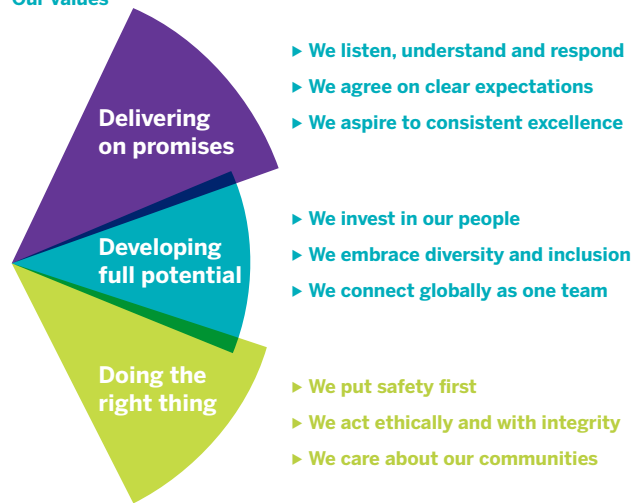 Our values
Delivering
on promises
▸ We listen, understand and respond
▸ We agree on clear expectations
▸ We aspire to consistent excellence
Developing
full potential
▸ We invest in our people
▸ We embrace diversity and inclusion
▸ We connect globally as one team
Doing the
right thing
▸ We put safety first
▸ We act ethically and with integrity
▸ We care about our communities